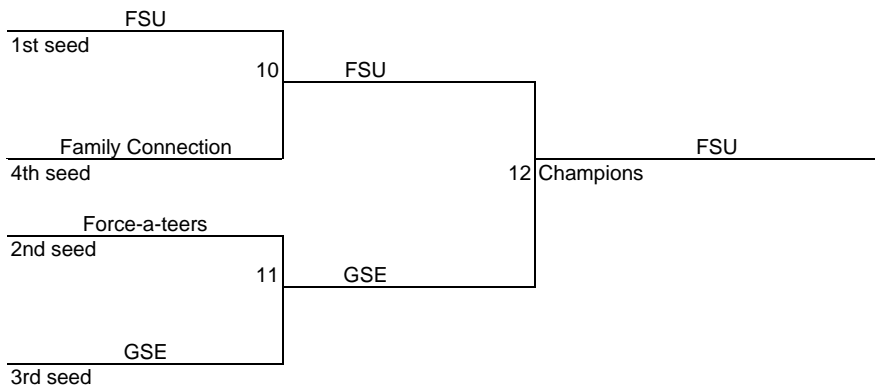 FSU
1st seed
10
FSU
Family Connection
4th seed
FSU
12 Champions
Force-a-teers
2nd seed
11
GSE
GSE
3rd seed